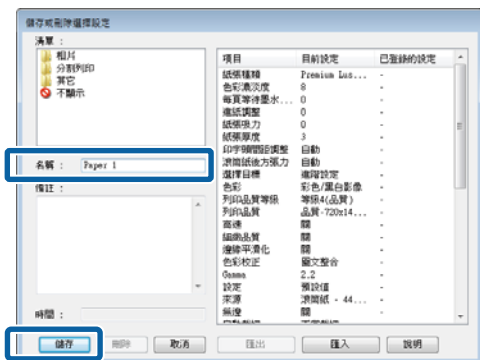 儲存或刪除選擇設定
清單 :
相片
分割列印
其它
不顯示
名稱 : Paper 1
備註 :
時間 :
項目 目前設定 已登錄的設定
紙張種類 Premium Lus... -
色彩濃淡度 8 -
每頁等待墨水... 0 -
進紙調整 0 -
紙張吸力 0 -
紙張厚度 3 -
印字頭間距調整 自動 -
滾筒紙後方張力 自動 -
選擇目標 進階設定 -
色彩 彩色/黑白影像 -
列印品質等級 等級4(品質) -
列印品質 品質-720x14... -
高速 關 -
細緻品質 關 -
邊緣平滑化 關 -
色彩校正 圖文整合 -
Gamma 2.2 -
設定 預設值 -
來源 滾筒紙 - 44... -
無邊 關 -
儲存 刪除 取消 匯出 匯入 說明